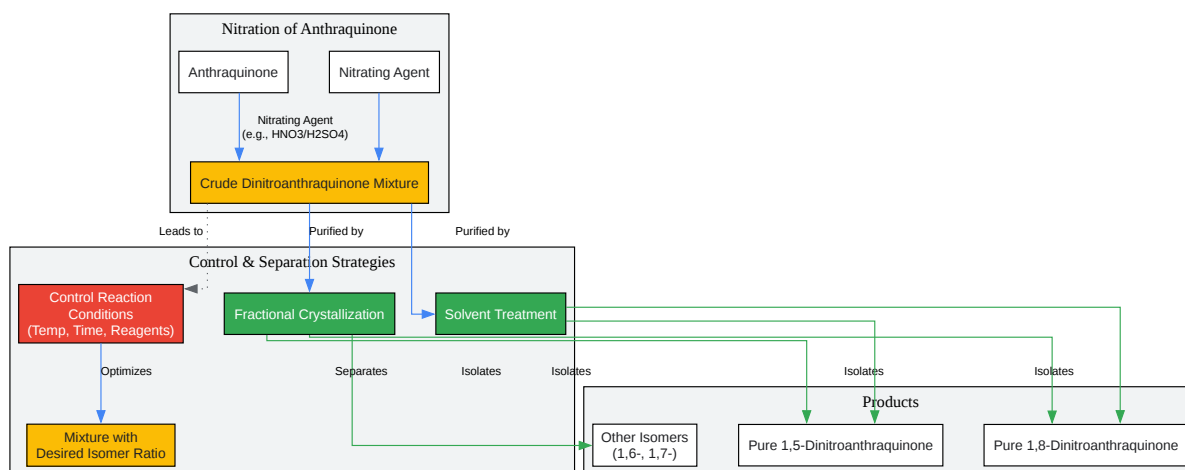 Nitration of Anthraquinone
Anthraquinone
Nitrating Agent
Nitrating Agent
(e.g., HNO3/H2SO4)
Crude Dinitroanthraquinone Mixture
Leads to
Purified by
Purified by
Control & Separation Strategies
Control Reaction
Conditions
(Temp, Time, Reagents)
Fractional Crystallization
Solvent Treatment
Optimizes
Separates
Isolates
Isolates
Isolates
Isolates
Products
Mixture with
Desired Isomer Ratio
Other Isomers
(1,6-, 1,7-)
Pure 1,5-Dinitroanthraquinone
Pure 1,8-Dinitroanthraquinone